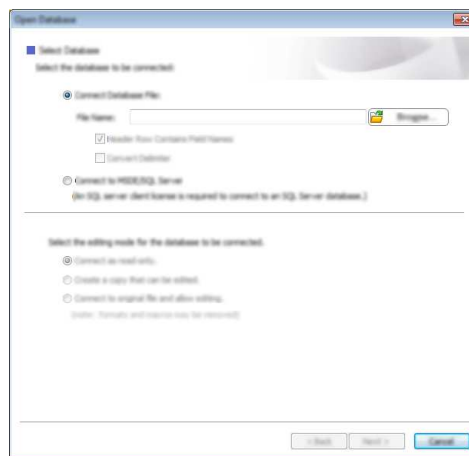 Open Database
Select Database
Select the database to be connected:
Connect Database File:
File Name:
Browse...
Header Row Contains Field Names
Convert Delimiter
Connect to MSDE/SQL Server
(An SQL server client license is required to connect to an SQL Server database.)
Select the editing mode for the database to be connected.
Connect as read-only.
Create a copy that can be edited.
Connect to original file and allow editing.
(note: Formats and macros may be removed)
< Back
Next >
Cancel